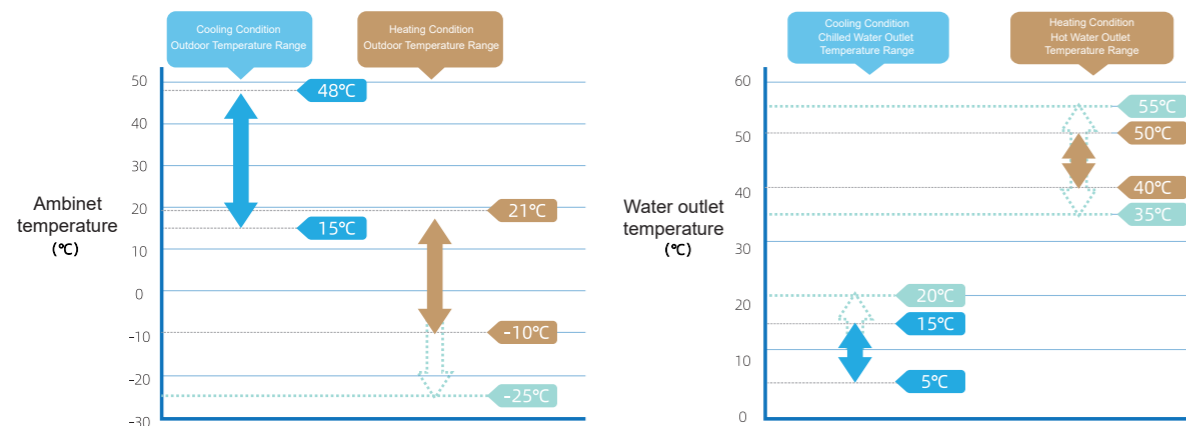 Cooling Condition
Outdoor Temperature Range
Heating Condition
Outdoor Temperature Range
50
48℃
40
30
20
21℃
15℃
10
0
-10
-10℃
-20
-25℃
-30
Ambinet
temperature
(℃)
Cooling Condition
Chilled Water Outlet
Temperature Range
Heating Condition
Hot Water Outlet
Temperature Range
60
55℃
50
50℃
40
40℃
35℃
30
20
20℃
15℃
10
5℃
0
Water outlet
temperature
(℃)